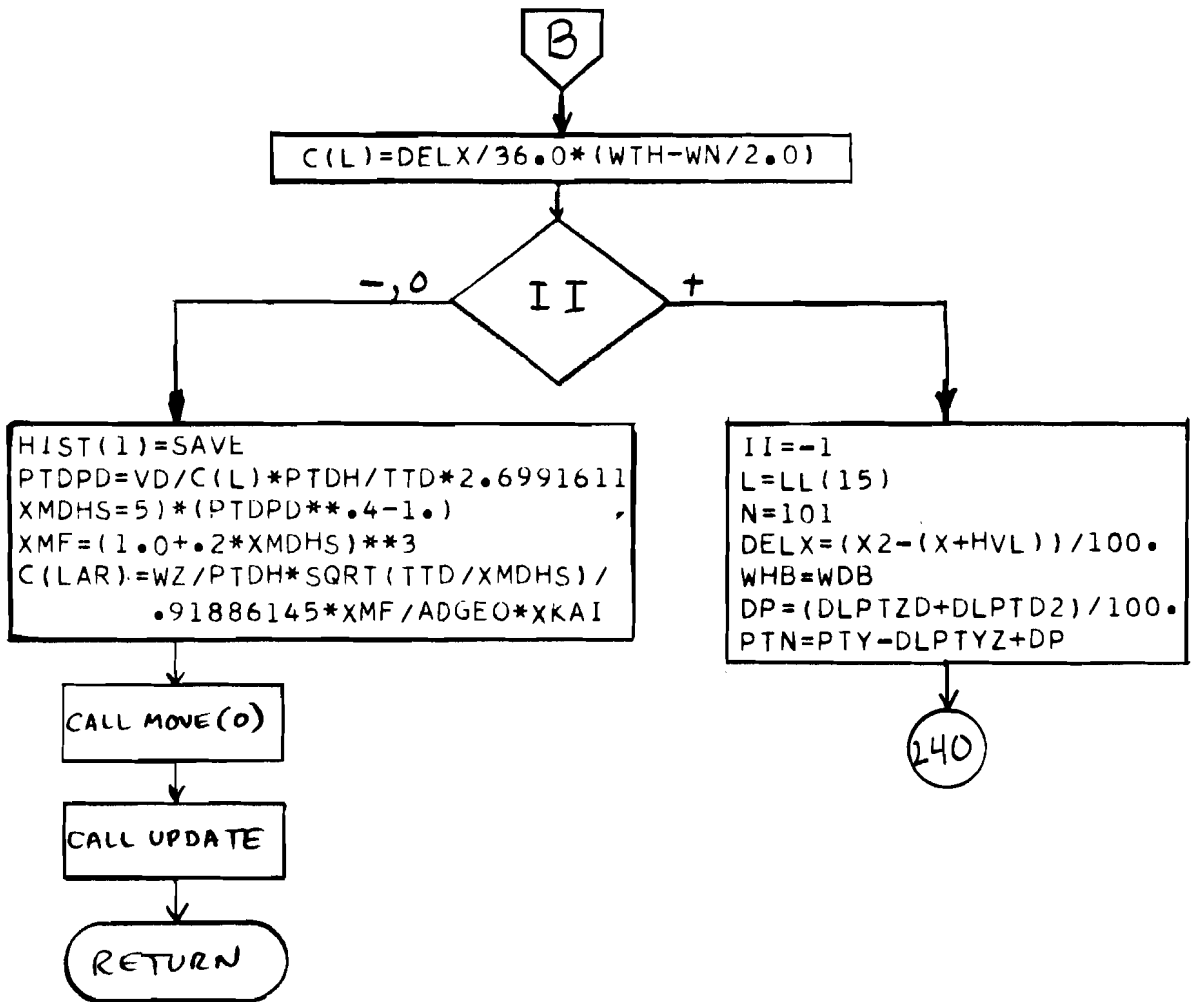 B
C(L)=DELX/36.0*(WTH-WN/2.0)
-,0
II
+
HIST(1)=SAVE
PTDPD=VD/C(L)*PTDH/TTD*2.6991611
XMDHS=5)*(PTDPD**.4-1.)
XMF=(1.0+.2*XMDHS)**3
C(LAR)=WZ/PTDH*SQRT(TTD/XMDHS)/
.91886145*XMF/ADGEO*XKAI
CALL MOVE(0)
CALL UPDATE
RETURN
II=-1
L=LL(15)
N=101
DELX=(X2-(X+HVL))/100.
WHB=WDB
DP=(DLPTZD+DLPTD2)/100.
PTN=PTY-DLPTYZ+DP
240